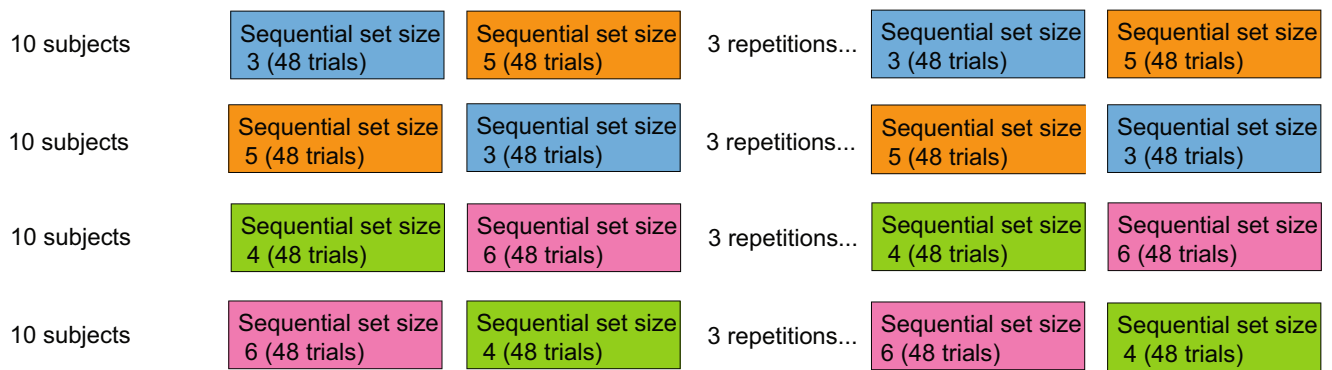 10 subjects
Sequential set size
3 (48 trials)
Sequential set size
5 (48 trials)
3 repetitions...
Sequential set size
3 (48 trials)
Sequential set size
5 (48 trials)
10 subjects
Sequential set size
5 (48 trials)
Sequential set size
3 (48 trials)
3 repetitions...
Sequential set size
5 (48 trials)
Sequential set size
3 (48 trials)
10 subjects
Sequential set size
4 (48 trials)
Sequential set size
6 (48 trials)
3 repetitions...
Sequential set size
4 (48 trials)
Sequential set size
6 (48 trials)
10 subjects
Sequential set size
6 (48 trials)
Sequential set size
4 (48 trials)
3 repetitions...
Sequential set size
6 (48 trials)
Sequential set size
4 (48 trials)